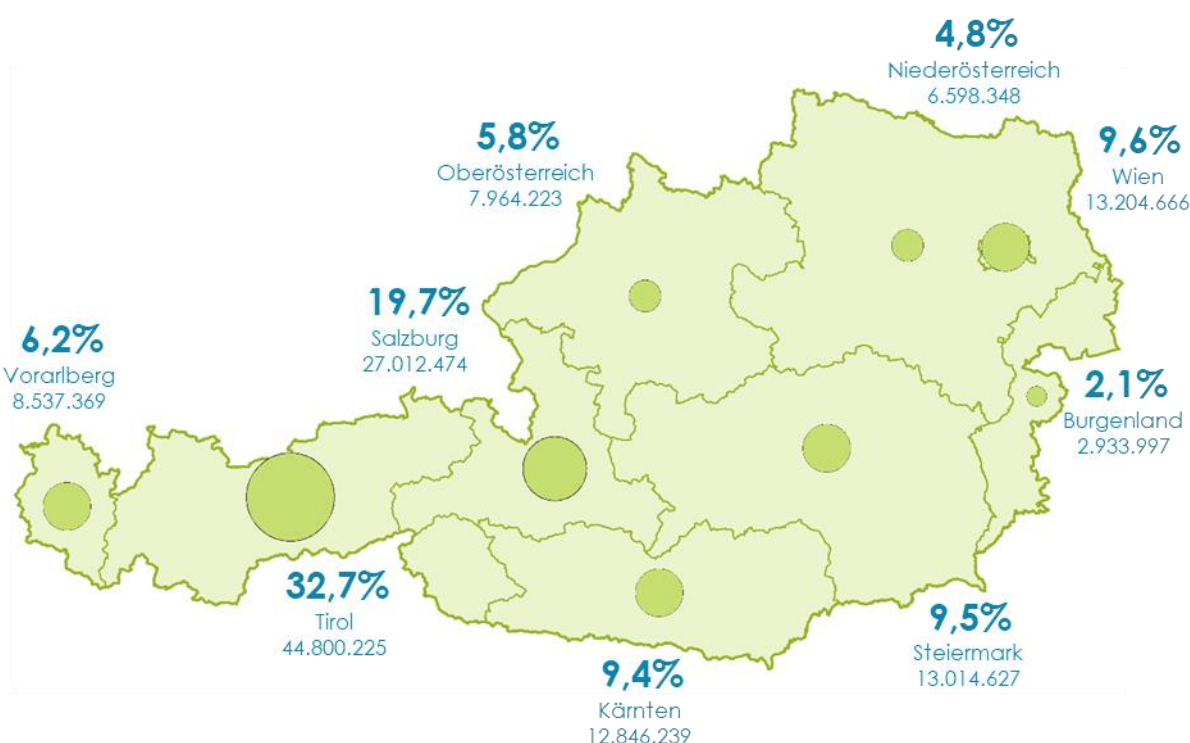 4,8%
Niederösterreich
6.598.348
5,8%
Oberösterreich
7.964.223
9,6%
Wien
13.204.666
19,7%
Salzburg
27.012.474
6,2%
Vorarlberg
8.537.369
2,1%
Burgenland
2.933.997
32,7%
Tirol
44.800.225
9,5%
Steiermark
13.014.627
9,4%
Kärnten
12.846.239